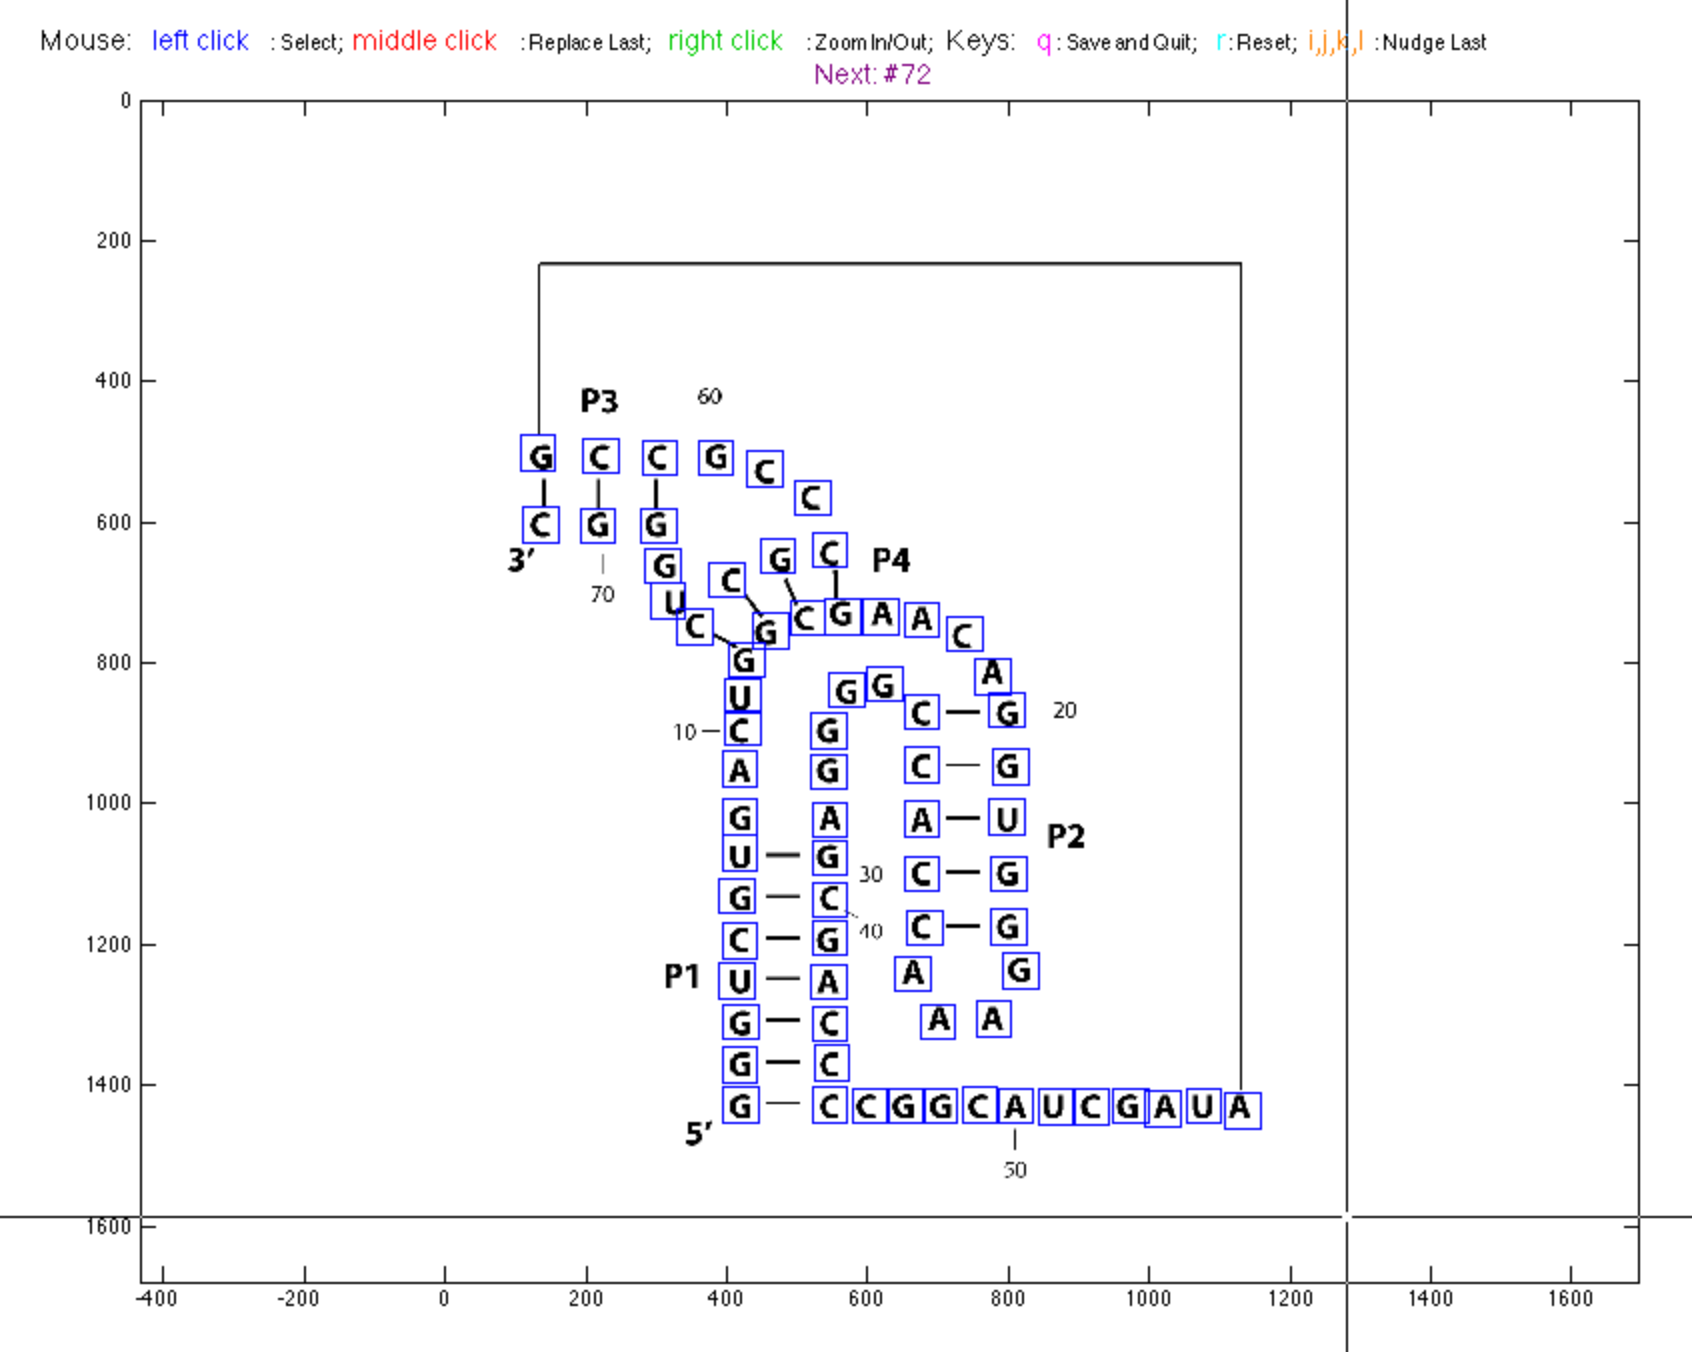 Mouse: left click : Select; middle click : Replace Last; right click : Zoom In/Out; Keys: q : Save and Quit; r : Reset; i,j,k,l : Nudge Last
Next: #72
0
200
400
P3 60
G C C G C C
600
C G G G C P4
3′ G C
70 U C G C G A A C
800
G A
U G G C G 20
10 C G
A G C G
1000
G A A U P2
U G 30 C G
G C 40 C G
1200
C G A G
P1 U A A A
G C
G C
1400
G C C G G C A U C G A U A
5′ 50
1600
-400 -200 0 200 400 600 800 1000 1200 1400 1600